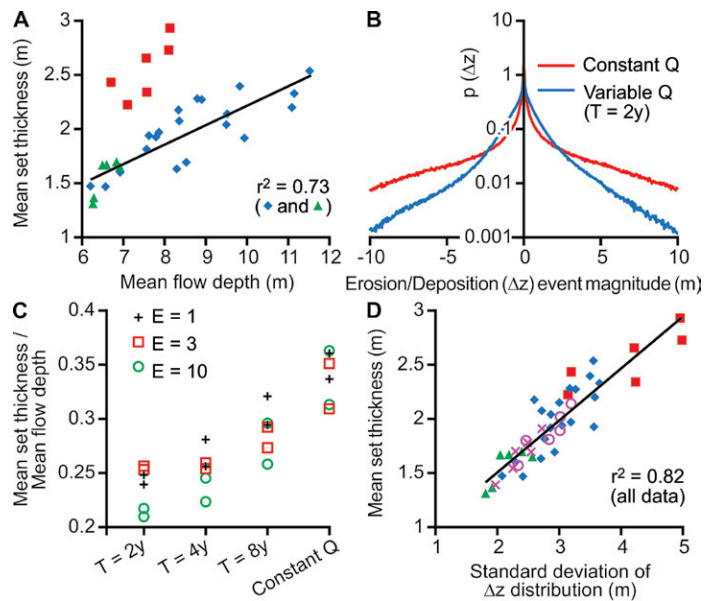 A
Mean set thickness (m)
3
2.5
2
1.5
1
6 7 8 9 10 11 12
Mean flow depth (m)
r² = 0.73
(◆ and ▲)
B
p (Δz)
10
1
0.1
0.01
0.001
-10 -5 0 5 10
Erosion/Deposition (Δz) event magnitude (m)
Constant Q
Variable Q
(T = 2y)
C
Mean set thickness /
Mean flow depth
0.4
0.35
0.3
0.25
0.2
+ E = 1
E = 3
E = 10
T = 2y
T = 4y
T = 8y
Constant Q
D
Mean set thickness (m)
3
2.5
2
1.5
1
1 2 3 4 5
Standard deviation of
Δz distribution (m)
r² = 0.82
(all data)